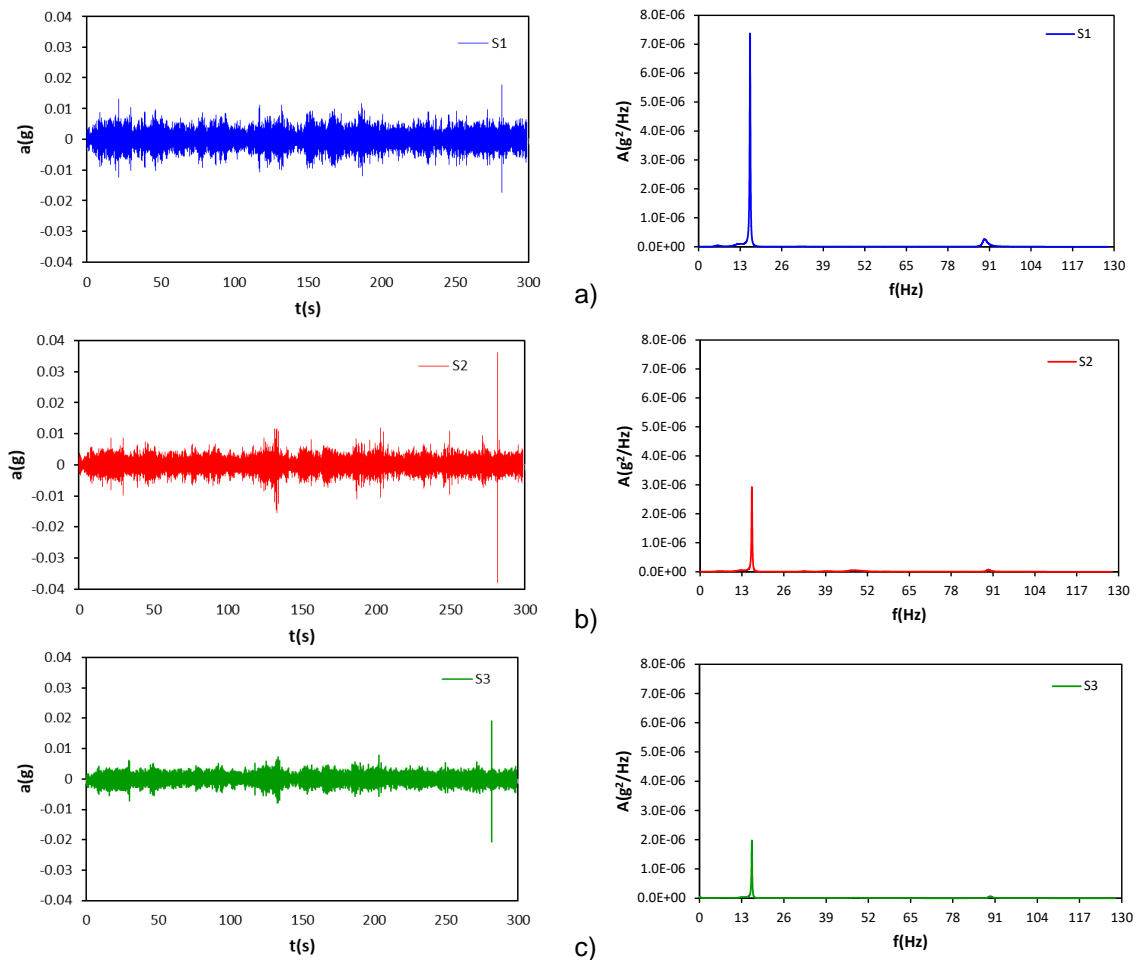 0.04
0.03
0.02
0.01
0
-0.01
-0.02
-0.03
-0.04
a(g)
S1
0 50 100 150 200 250 300
t(s)
a)
8.0E-06
7.0E-06
6.0E-06
5.0E-06
4.0E-06
3.0E-06
2.0E-06
1.0E-06
0.0E+00
A(g²/Hz)
S1
0 13 26 39 52 65 78 91 104 117 130
f(Hz)
0.04
0.03
0.02
0.01
0
-0.01
-0.02
-0.03
-0.04
a(g)
S2
0 50 100 150 200 250 300
t(s)
b)
8.0E-06
7.0E-06
6.0E-06
5.0E-06
4.0E-06
3.0E-06
2.0E-06
1.0E-06
0.0E+00
A(g²/Hz)
S2
0 13 26 39 52 65 78 91 104 117 130
f(Hz)
0.04
0.03
0.02
0.01
0
-0.01
-0.02
-0.03
-0.04
a(g)
S3
0 50 100 150 200 250 300
t(s)
c)
8.0E-06
7.0E-06
6.0E-06
5.0E-06
4.0E-06
3.0E-06
2.0E-06
1.0E-06
0.0E+00
A(g²/Hz)
S3
0 13 26 39 52 65 78 91 104 117 130
f(Hz)